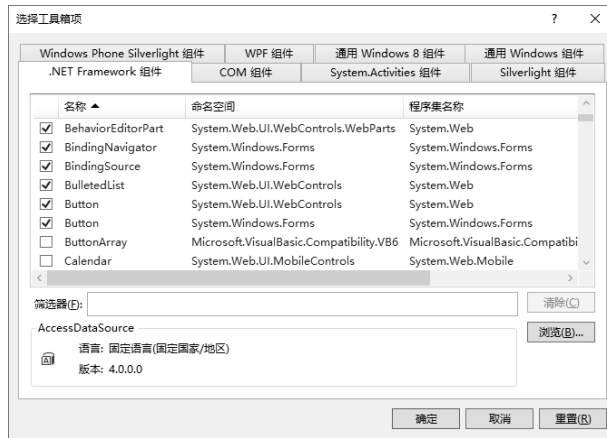 选择工具箱项 ? ×
Windows Phone Silverlight 组件 WPF 组件 通用 Windows 8 组件 通用 Windows 组件
.NET Framework 组件 COM 组件 System.Activities 组件 Silverlight 组件
名称 命名空间 程序集名称
BehaviorEditorPart System.Web.UI.WebControls.WebParts System.Web
BindingNavigator System.Windows.Forms System.Windows.Forms
BindingSource System.Windows.Forms System.Windows.Forms
BulletedList System.Web.UI.WebControls System.Web
Button System.Web.UI.WebControls System.Web
Button System.Windows.Forms System.Windows.Forms
ButtonArray Microsoft.VisualBasic.Compatibility.VB6 Microsoft.VisualBasic.Compatibi
Calendar System.Web.UI.MobileControls System.Web.Mobile
筛选器(F): 清除(C)
AccessDataSource 浏览(B)...
语言: 固定语言(固定国家/地区)
版本: 4.0.0.0
确定 取消 重置(R)